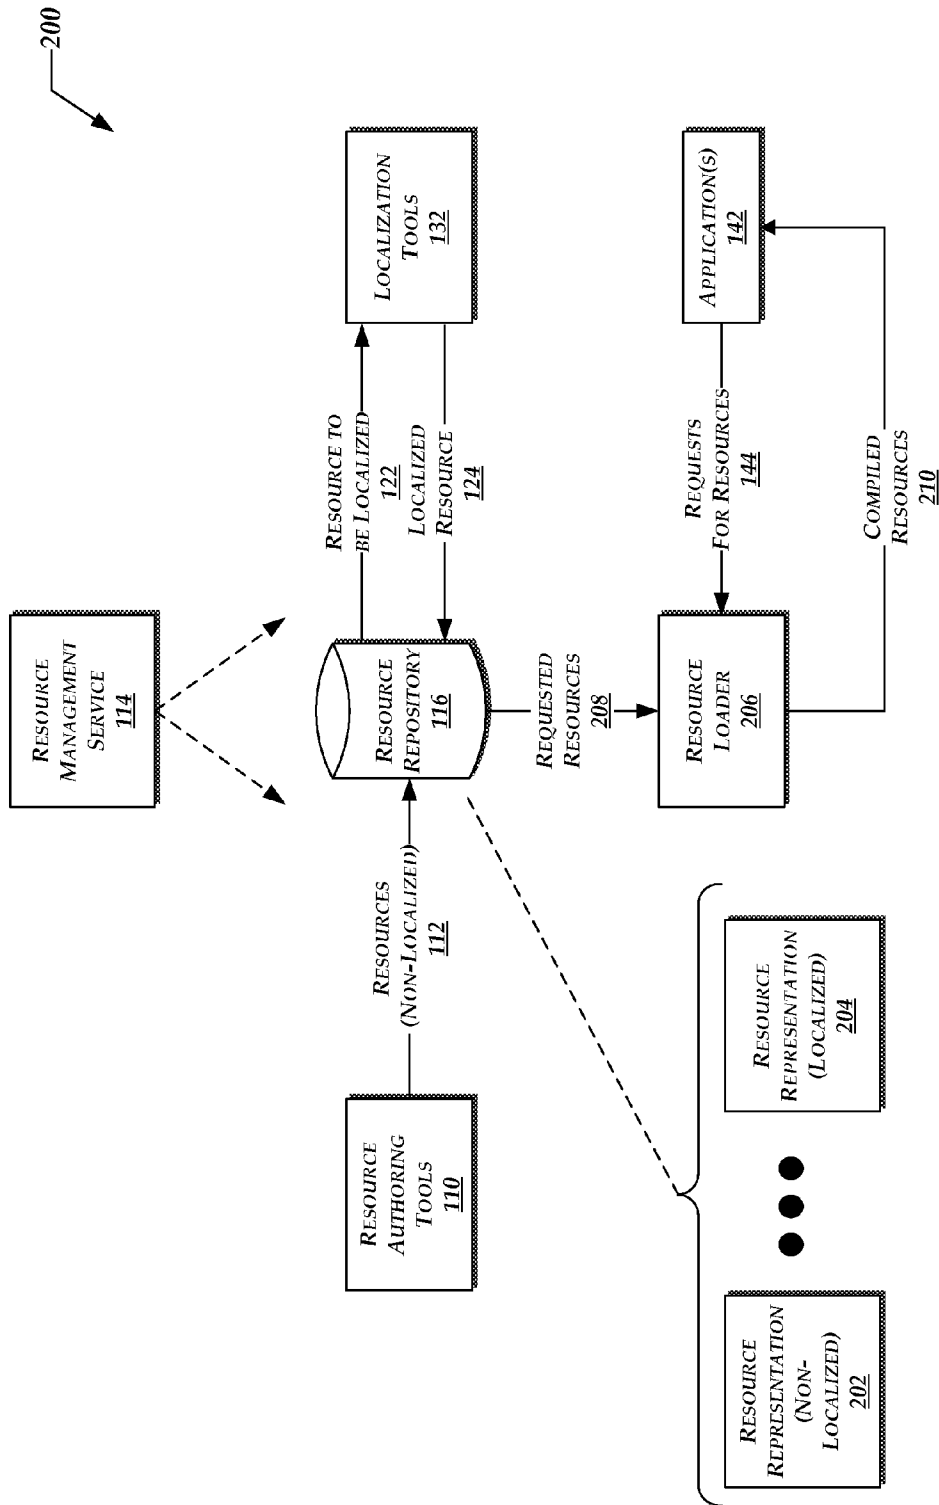 200
RESOURCE
MANAGEMENT
SERVICE
114
RESOURCE
AUTHORING
TOOLS
110
RESOURCES
(NON-LOCALIZED)
112
RESOURCE
REPOSITORY
116
RESOURCE TO
BE LOCALIZED
122
LOCALIZED
RESOURCE
124
LOCALIZATION
TOOLS
132
REQUESTED
RESOURCES
208
RESOURCE
LOADER
206
REQUESTS
FOR RESOURCES
144
APPLICATION(S)
142
COMPILED
RESOURCES
210
RESOURCE
REPRESENTATION
(NON-
LOCALIZED)
202
RESOURCE
REPRESENTATION
(LOCALIZED)
204